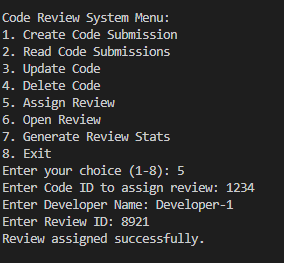 Code Review System Menu:
1. Create Code Submission
2. Read Code Submissions
3. Update Code
4. Delete Code
5. Assign Review
6. Open Review
7. Generate Review Stats
8. Exit
Enter your choice (1-8): 5
Enter Code ID to assign review: 1234
Enter Developer Name: Developer-1
Enter Review ID: 8921
Review assigned successfully.